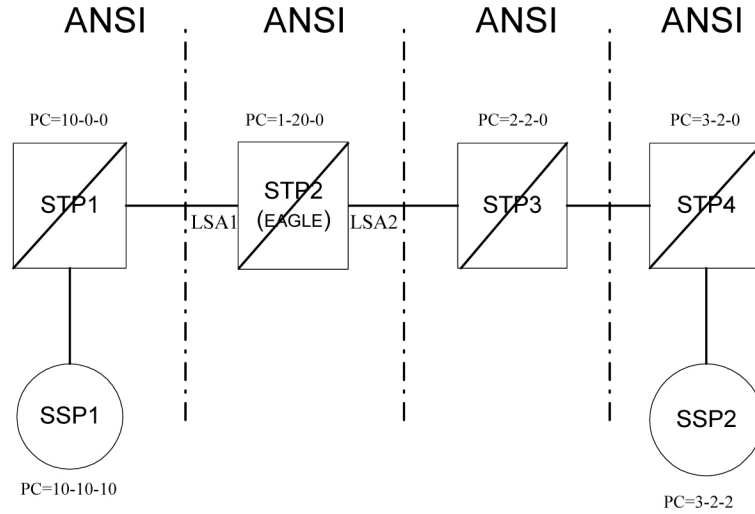 ANSI ANSI ANSI ANSI
PC=10-0-0 PC=1-20-0 PC=2-2-0 PC=3-2-0
STP1 STP2 STP3 STP4
(EAGLE)
LSA1 LSA2
SSP1 SSP2
PC=10-10-10 PC=3-2-2